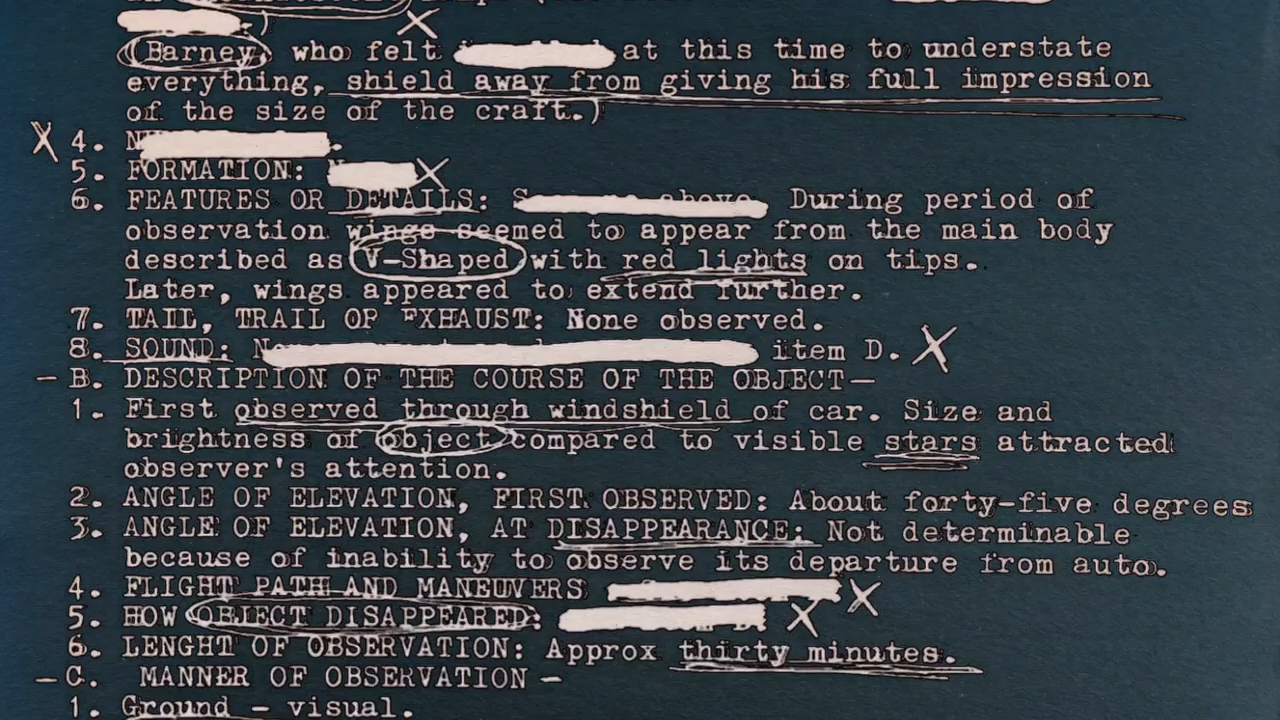 (Barney, who felt at this time to understate
everything, shield away from giving his full impression
of the size of the craft.)
4.
5. FORMATION:
6. FEATURES OR DETAILS: During period of
observation wings seemed to appear from the main body
described as V-Shaped with red lights on tips.
Later, wings appeared to extend further.
7. TAIL, TRAIL OF EXHAUST: None observed.
8. SOUND: item D.
- B. DESCRIPTION OF THE COURSE OF THE OBJECT-
1. First observed through windshield of car. Size and
brightness of object compared to visible stars attracted
observer's attention.
2. ANGLE OF ELEVATION, FIRST OBSERVED: About forty-five degrees
3. ANGLE OF ELEVATION, AT DISAPPEARANCE: Not determinable
because of inability to observe its departure from auto.
4. FLIGHT PATH AND MANEUVERS
5. HOW OBJECT DISAPPEARED:
6. LENGHT OF OBSERVATION: Approx thirty minutes.
- C. MANNER OF OBSERVATION -
1. Ground - visual.